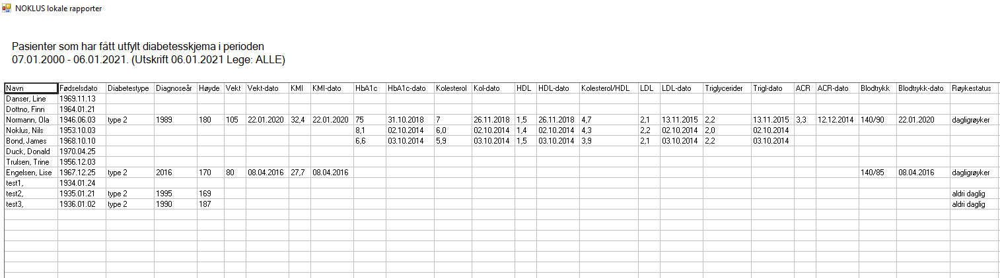 NOKLUS lokale rapporter
Pasienter som har fått utfylt diabetesskjema i perioden
07.01.2000 - 06.01.2021. (Utskrift 06.01.2021 Lege: ALLE)
Navn Fødselsdato Diabetestype Diagnoseår Høyde Vekt Vekt-dato KMI KMI-dato HbA1c HbA1c-dato Kolesterol Kol-dato HDL HDL-dato Kolesterol/HDL LDL LDL-dato Triglycerider Trigl-dato ACR ACR-dato Blodtrykk Blodtrykk-dato Røykestatus
Danser, Line 1969.11.13
Dottno, Finn 1964.01.21
Normann, Ola 1946.06.03 type 2 1989 180 105 22.01.2020 32,4 22.01.2020 75 31.10.2018 7 26.11.2018 1,5 26.11.2018 4,7 2,1 13.11.2015 2,2 13.11.2015 3,3 12.12.2014 140/90 22.01.2020 dagligrøyker
Noklus, Nils 1953.10.03 8,1 02.10.2014 6,0 02.10.2014 1,4 02.10.2014 4,3 2,2 02.10.2014 2,0 02.10.2014
Bond, James 1968.10.10 6,6 03.10.2014 5,9 03.10.2014 1,5 03.10.2014 3,9 2,1 03.10.2014 2,2 03.10.2014
Duck, Donald 1970.04.25
Trulsen, Trine 1956.12.03
Engelsen, Lise 1967.12.25 type 2 2016 170 80 08.04.2016 27,7 08.04.2016 140/85 08.04.2016 dagligrøyker
test1, 1934.01.24
test2, 1935.01.21 type 2 1995 169 aldri daglig
test3, 1936.01.02 type 2 1990 187 aldri daglig